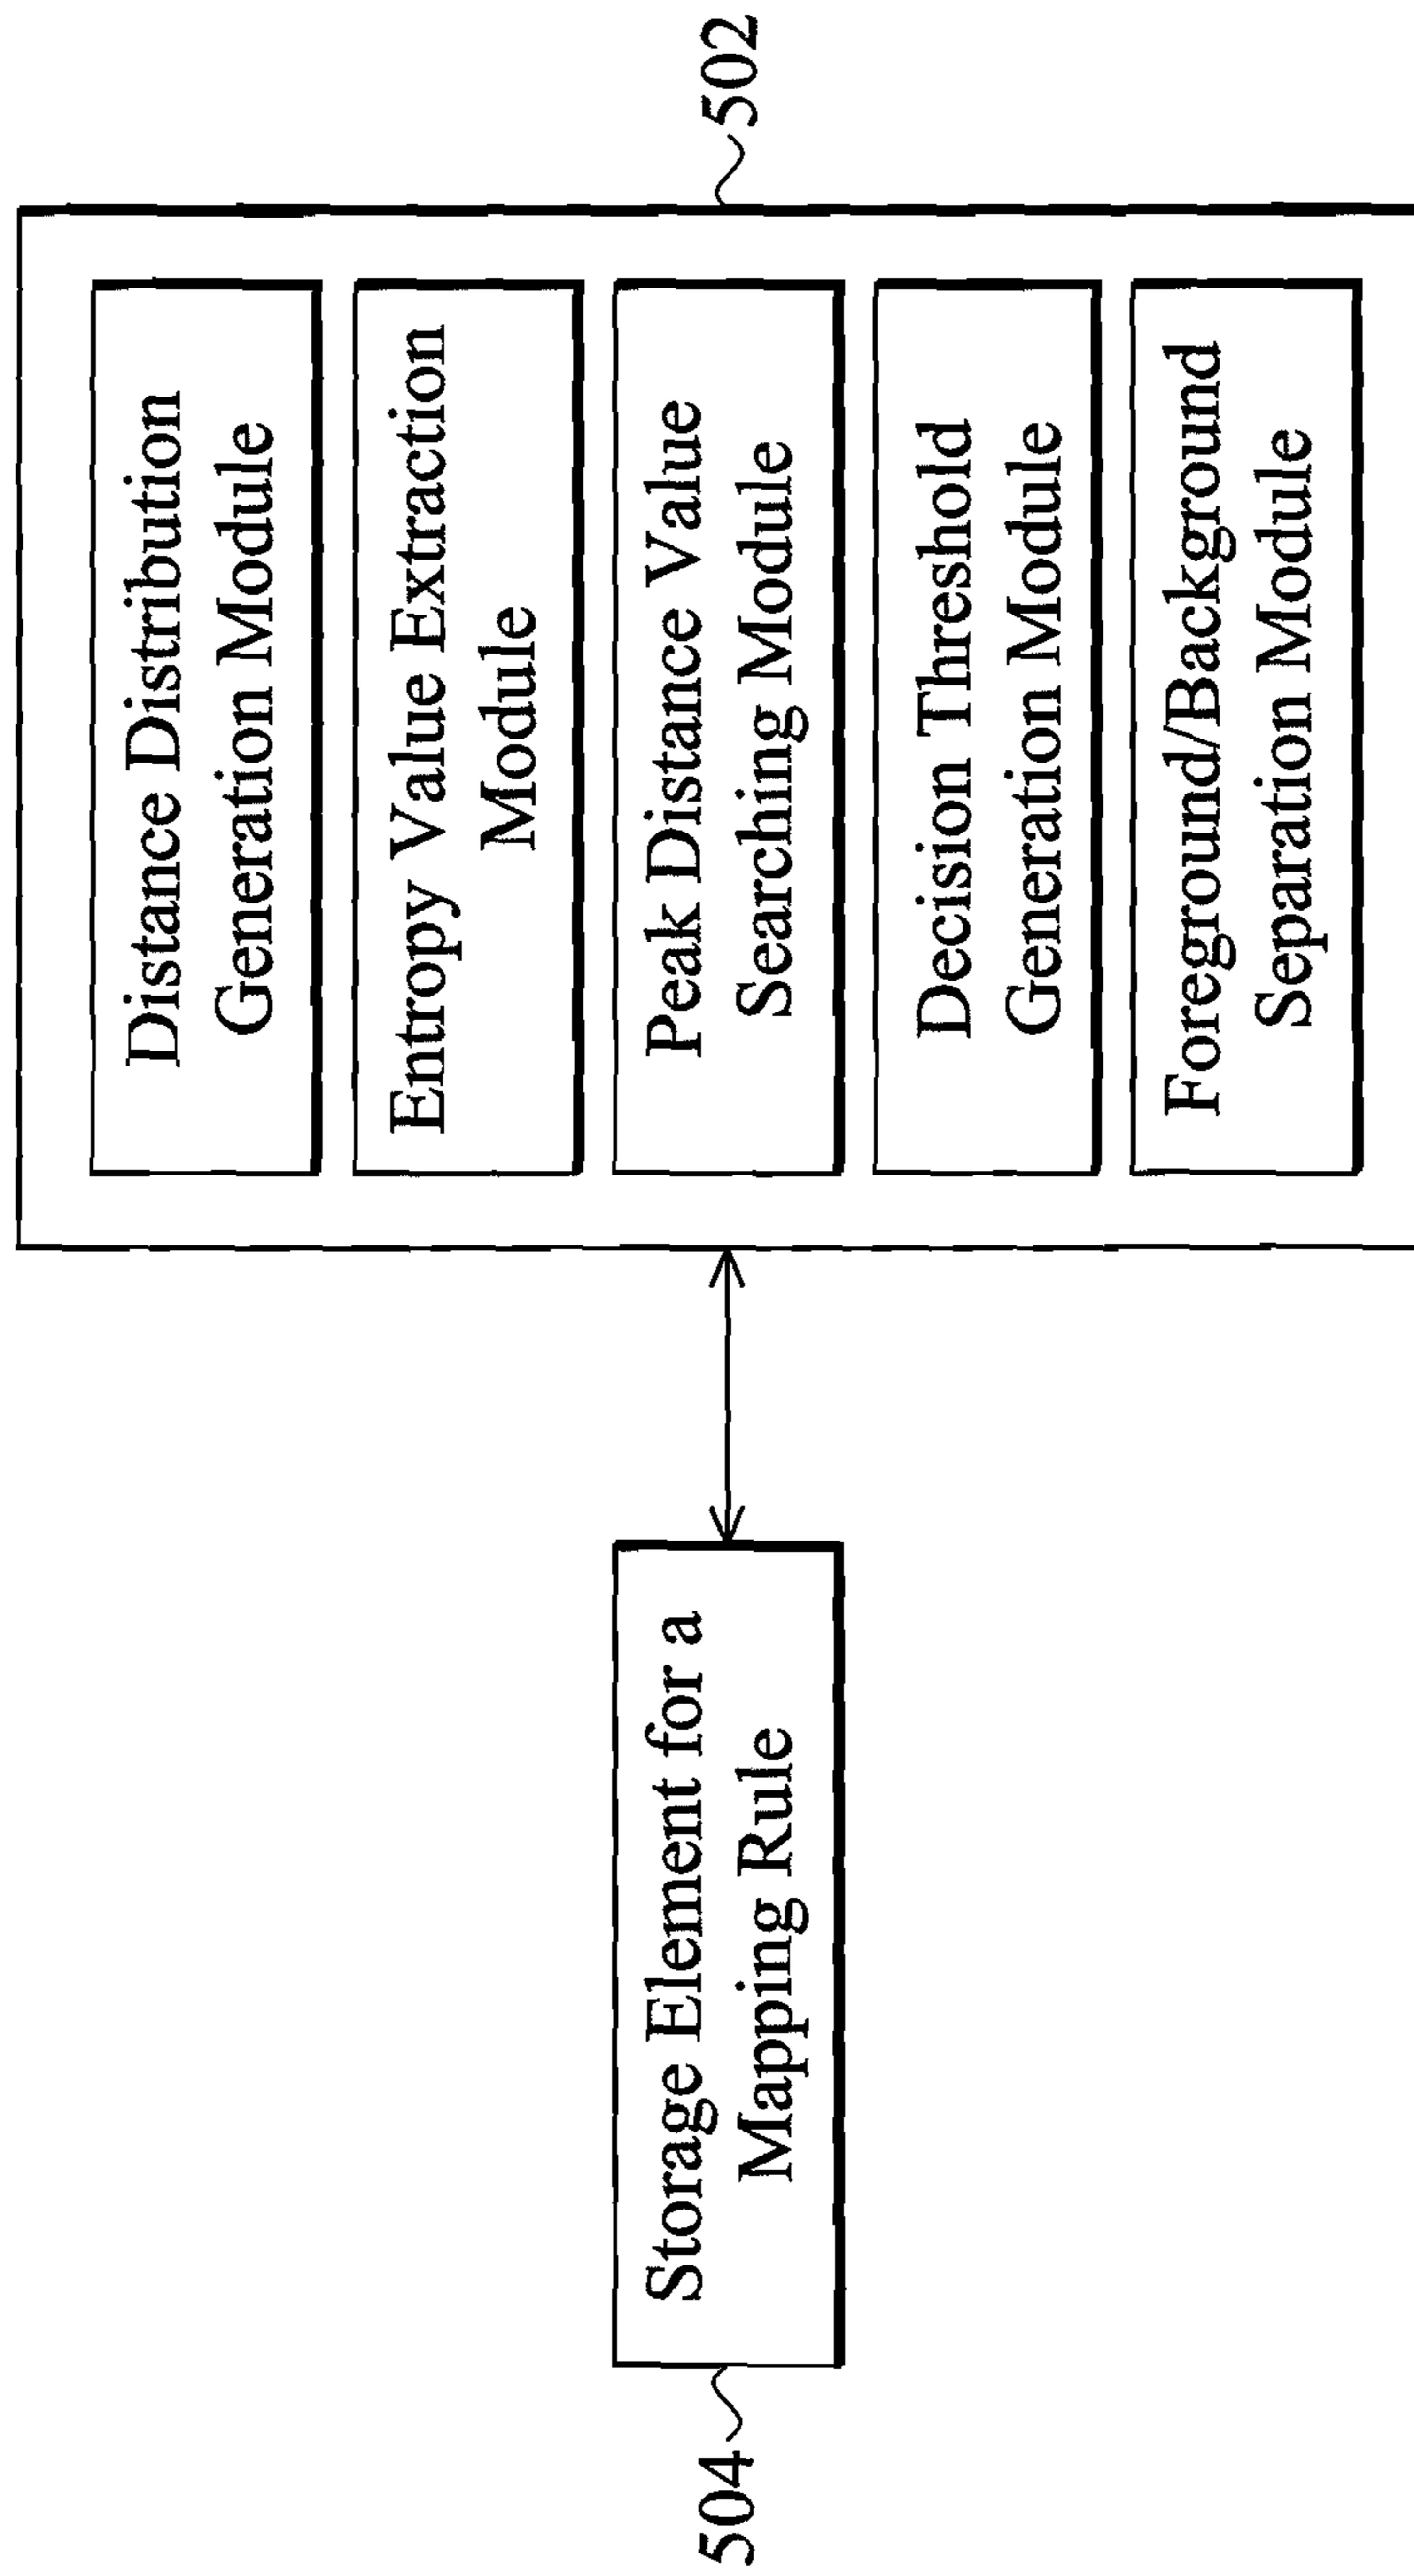 504
Storage Element for a
Mapping Rule
Distance Distribution
Generation Module
Entropy Value Extraction
Module
Peak Distance Value
Searching Module
Decision Threshold
Generation Module
Foreground/Background
Separation Module
502